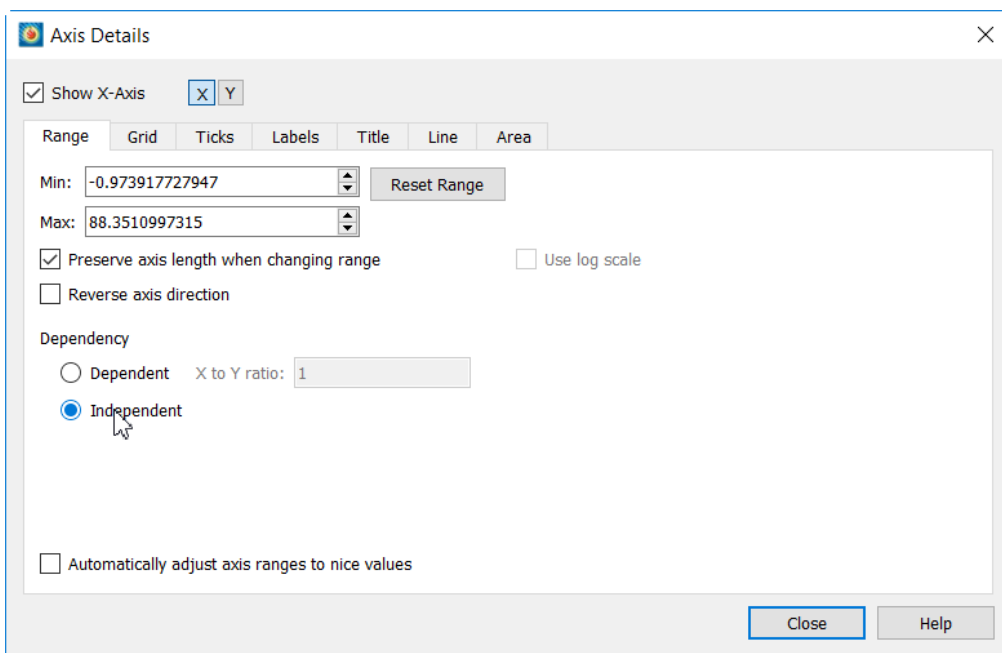 Axis Details
Show X-Axis X Y
Range Grid Ticks Labels Title Line Area
Min: -0.973917727947 Reset Range
Max: 88.3510997315
Preserve axis length when changing range Use log scale
Reverse axis direction
Dependency
Dependent X to Y ratio: 1
Independent
Automatically adjust axis ranges to nice values
Close Help